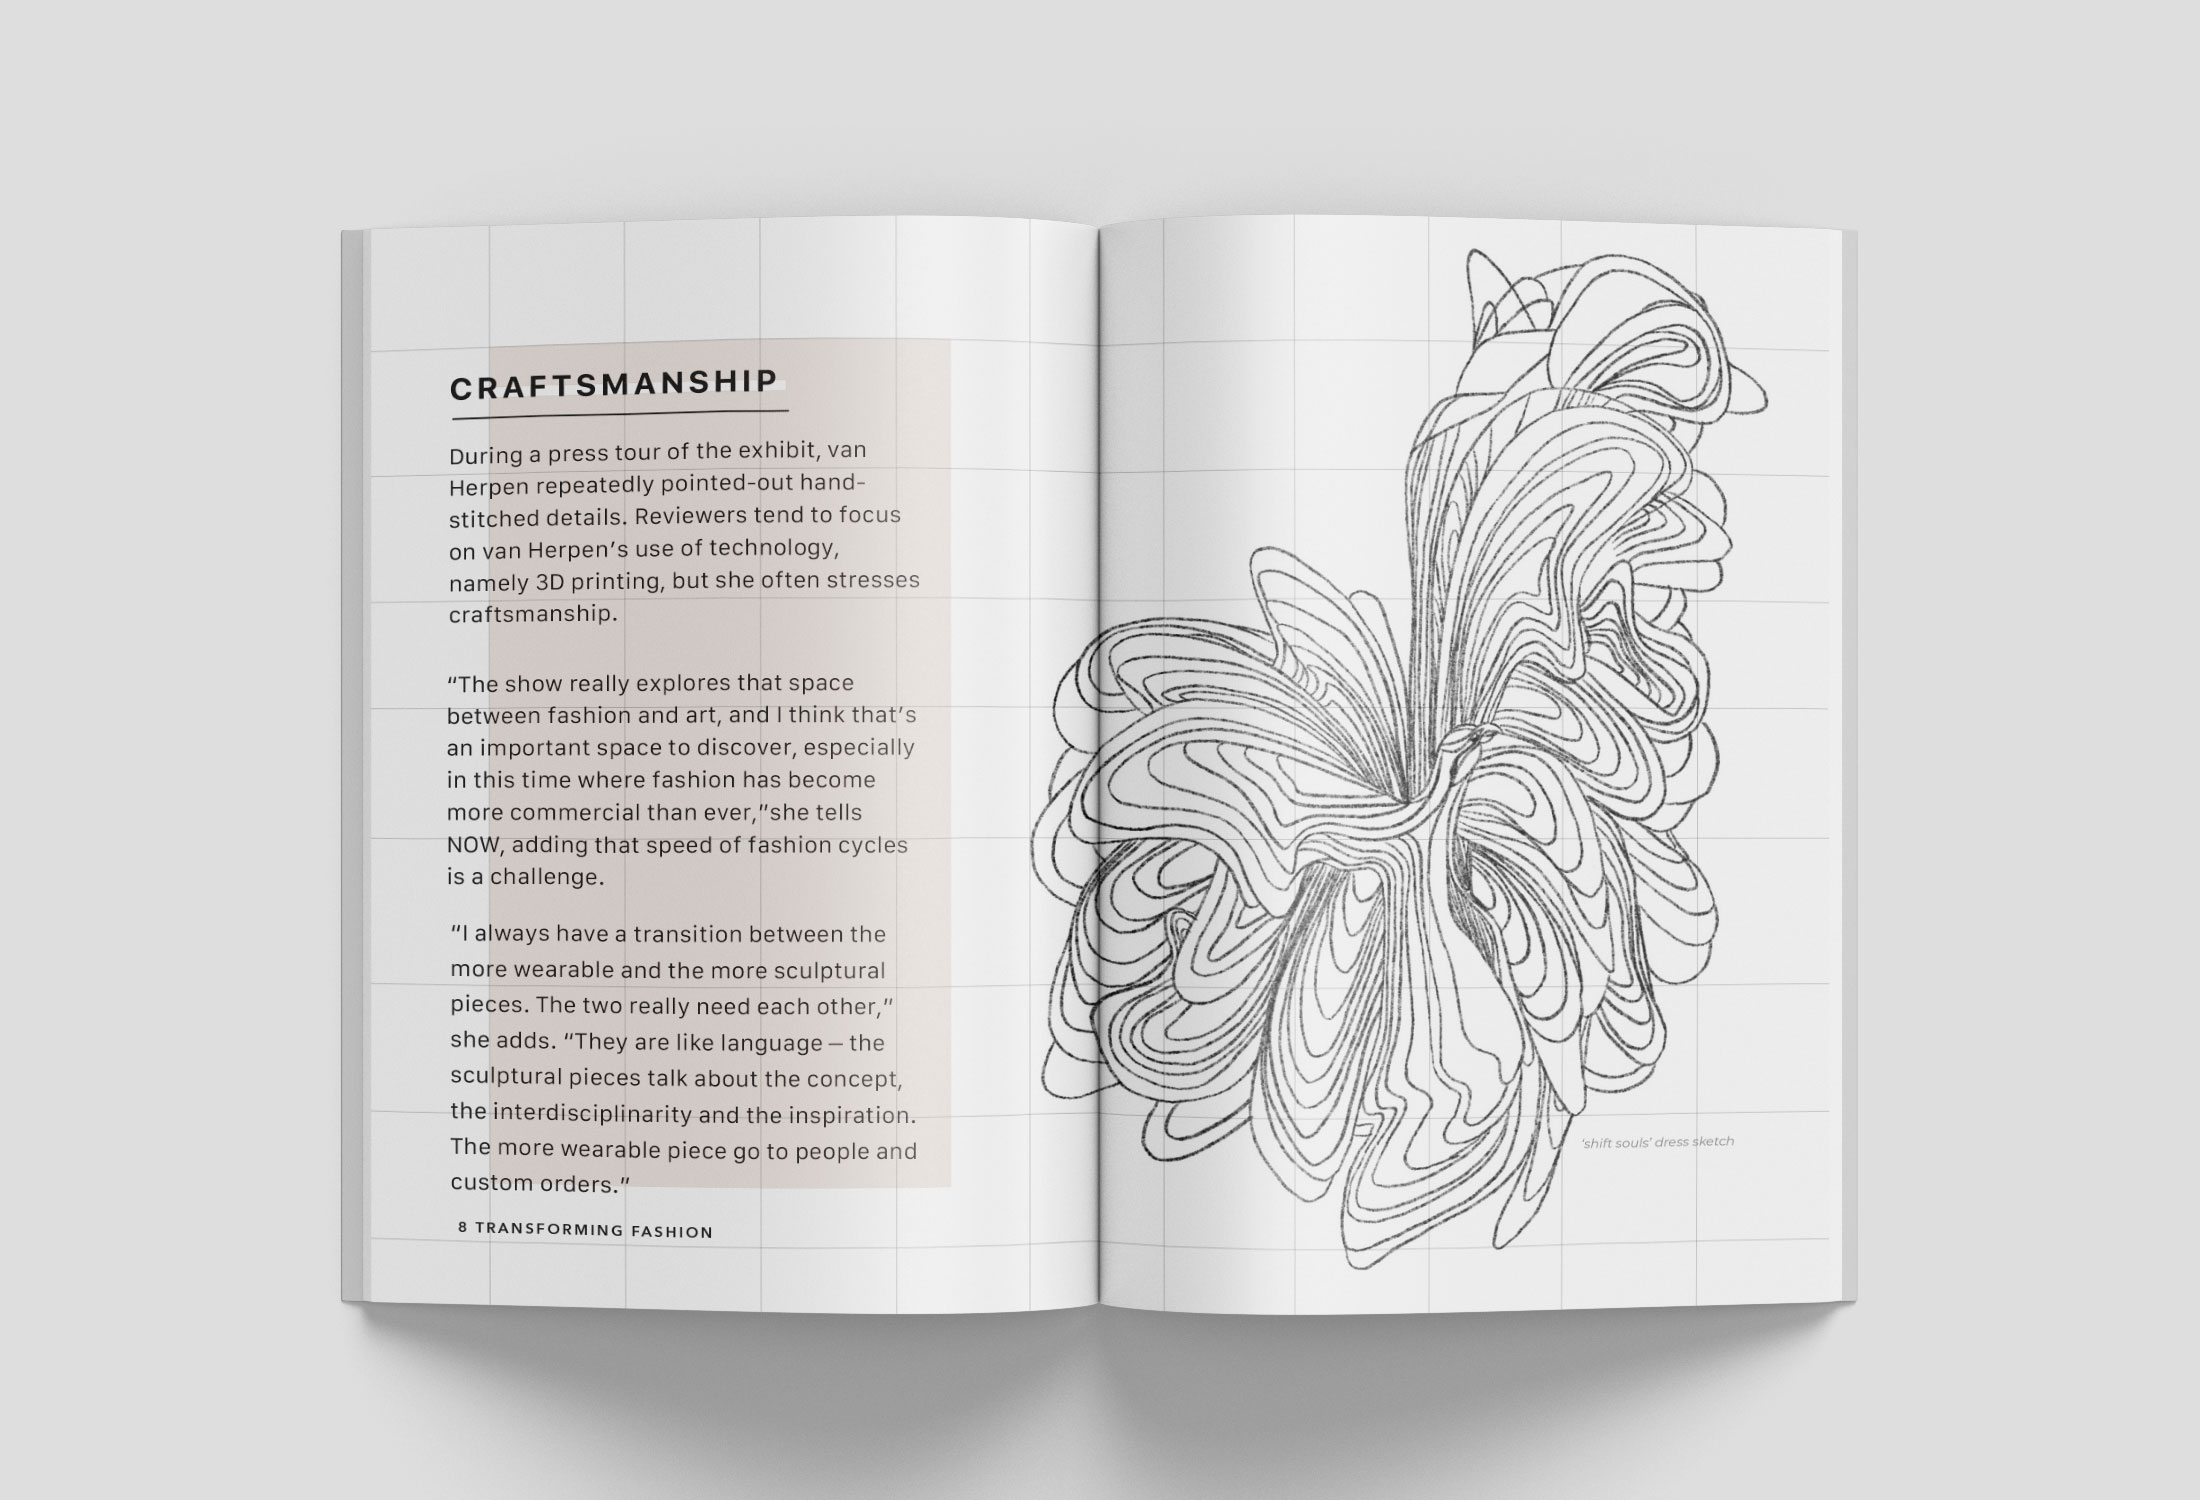 CRAFTSMANSHIP
During a press tour of the exhibit, van
Herpen repeatedly pointed-out hand-
stitched details. Reviewers tend to focus
on van Herpen’s use of technology,
namely 3D printing, but she often stresses
craftsmanship.
“The show really explores that space
between fashion and art, and I think that’s
an important space to discover, especially
in this time where fashion has become
more commercial than ever,”she tells
NOW, adding that speed of fashion cycles
is a challenge.
“I always have a transition between the
more wearable and the more sculptural
pieces. The two really need each other,”
she adds. “They are like language – the
sculptural pieces talk about the concept,
the interdisciplinarity and the inspiration.
The more wearable piece go to people and
custom orders.”
8 TRANSFORMING FASHION
‘shift souls’ dress sketch